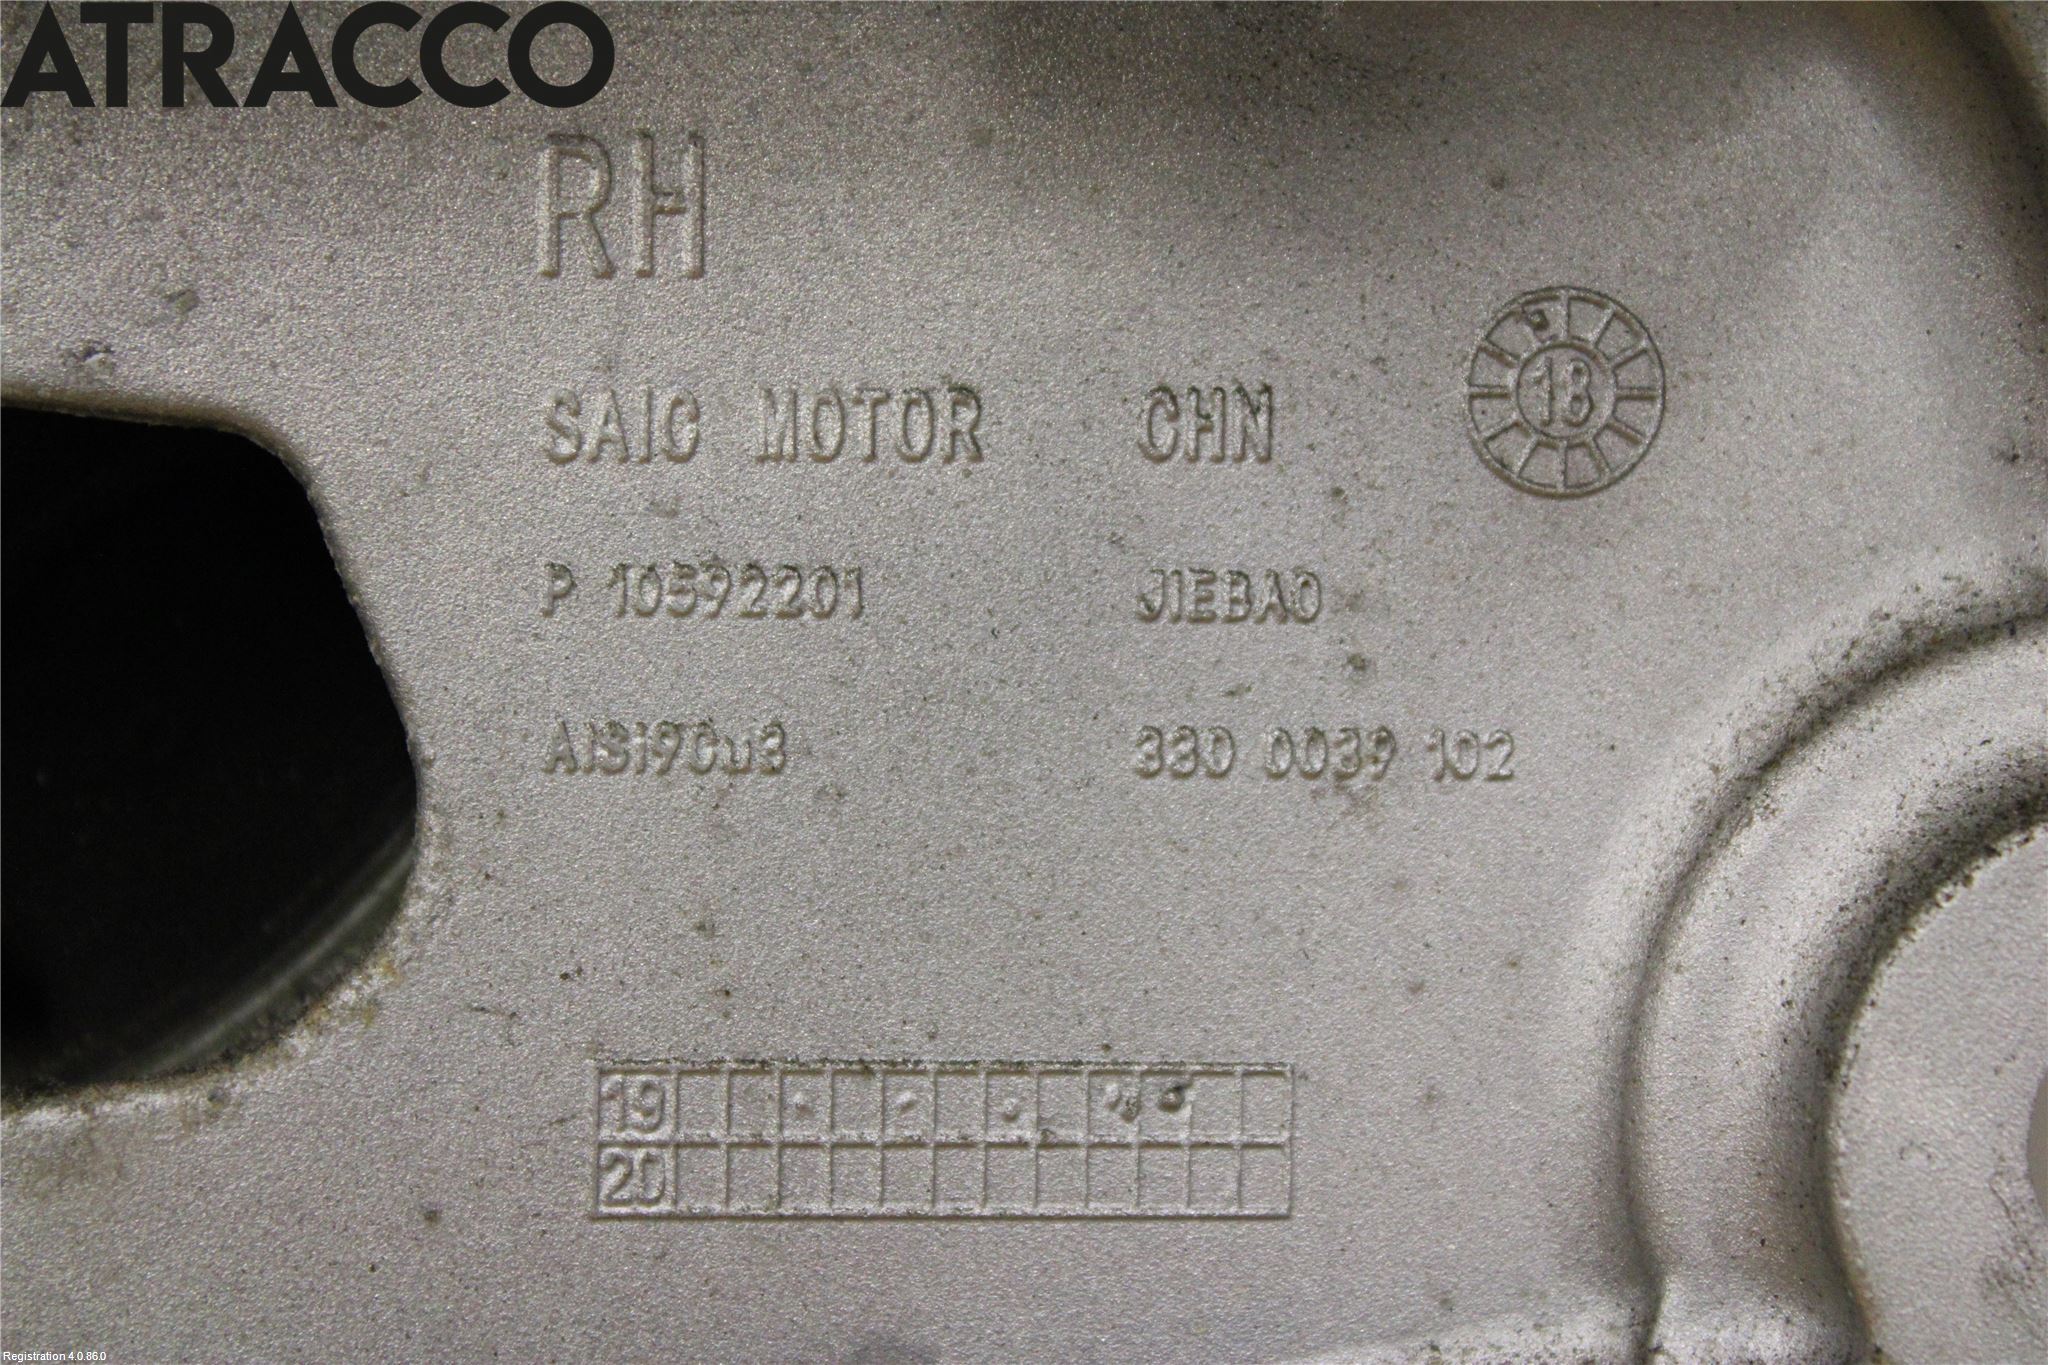 ATRACCO
RH
SAIC MOTOR CHN 18
P 10592201 JIEBAO
AlSi9Cu3 330 0039 102
19
20
Registration 4.0.86.0